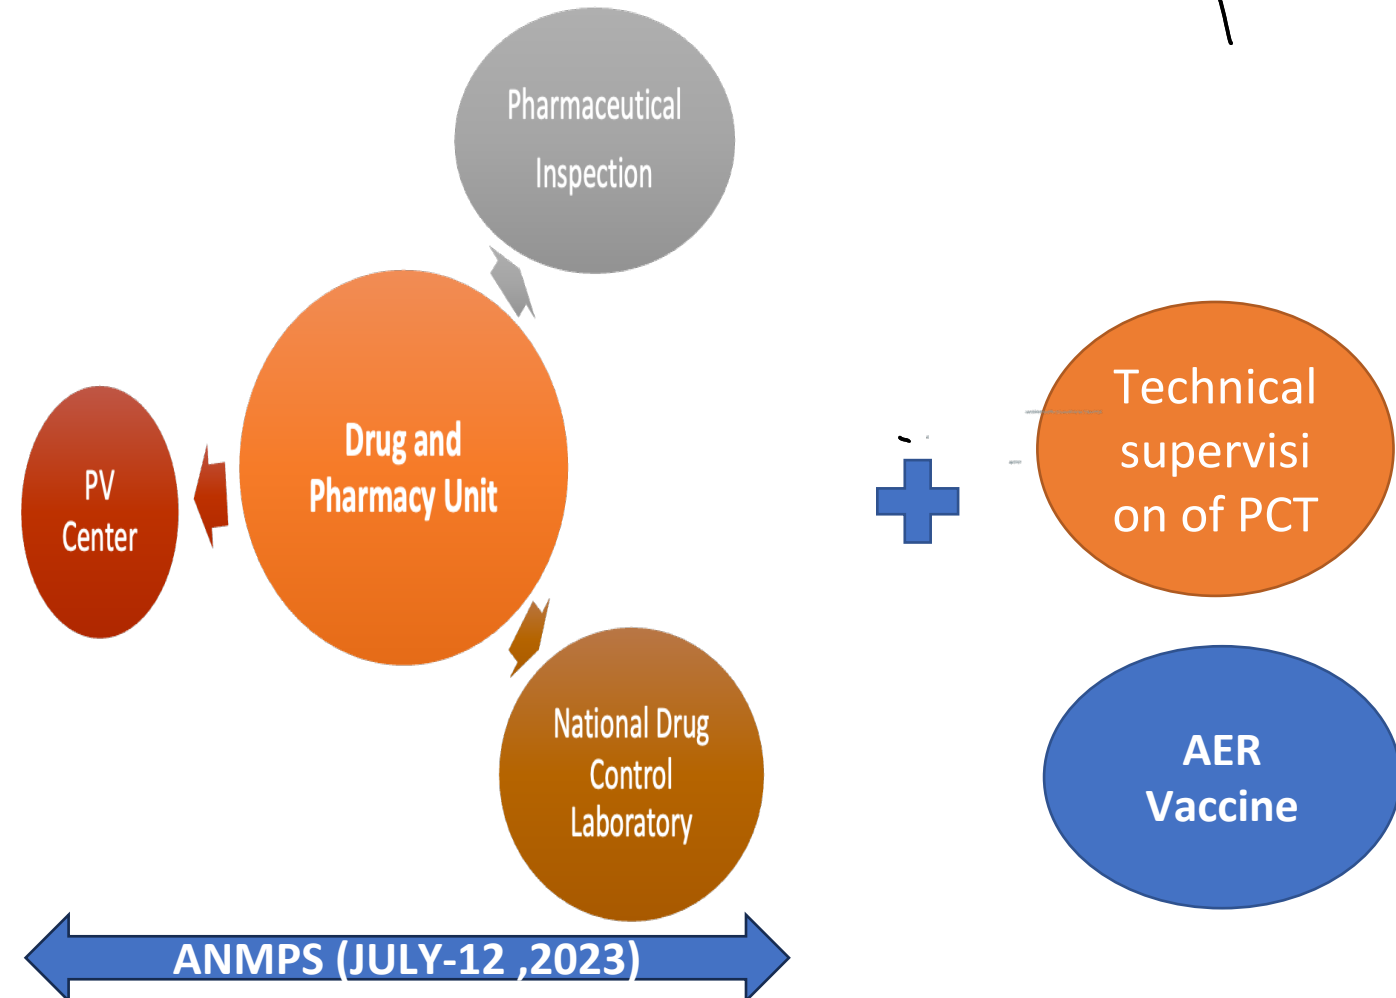 Pharmaceutical
Inspection
Drug and
Pharmacy Unit
PV
Center
National Drug
Control
Laboratory
ANMPS (JULY-12 ,2023)
Technical
supervisi
on of PCT
AER
Vaccine